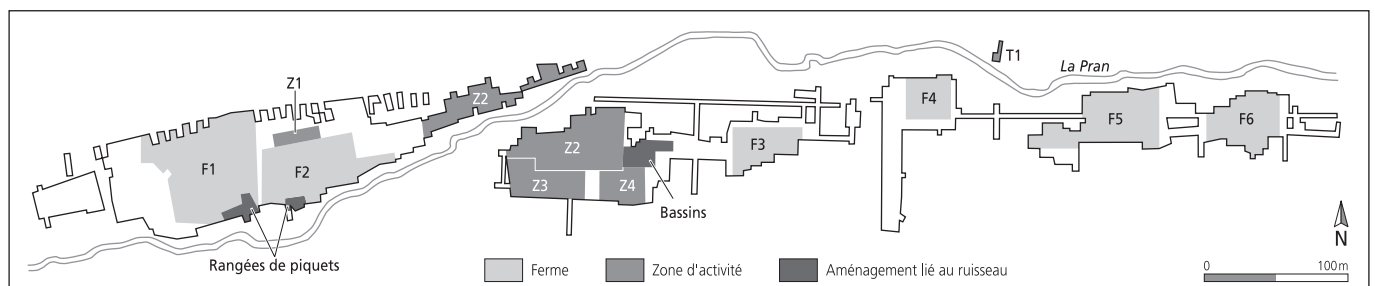 T1
La Pran
Z1
Z2
F4
F5
F6
F1
F2
Z2
F3
Z3
Z4
Bassins
Rangées de piquets
N
Ferme
Zone d'activité
Aménagement lié au ruisseau
0
100 m